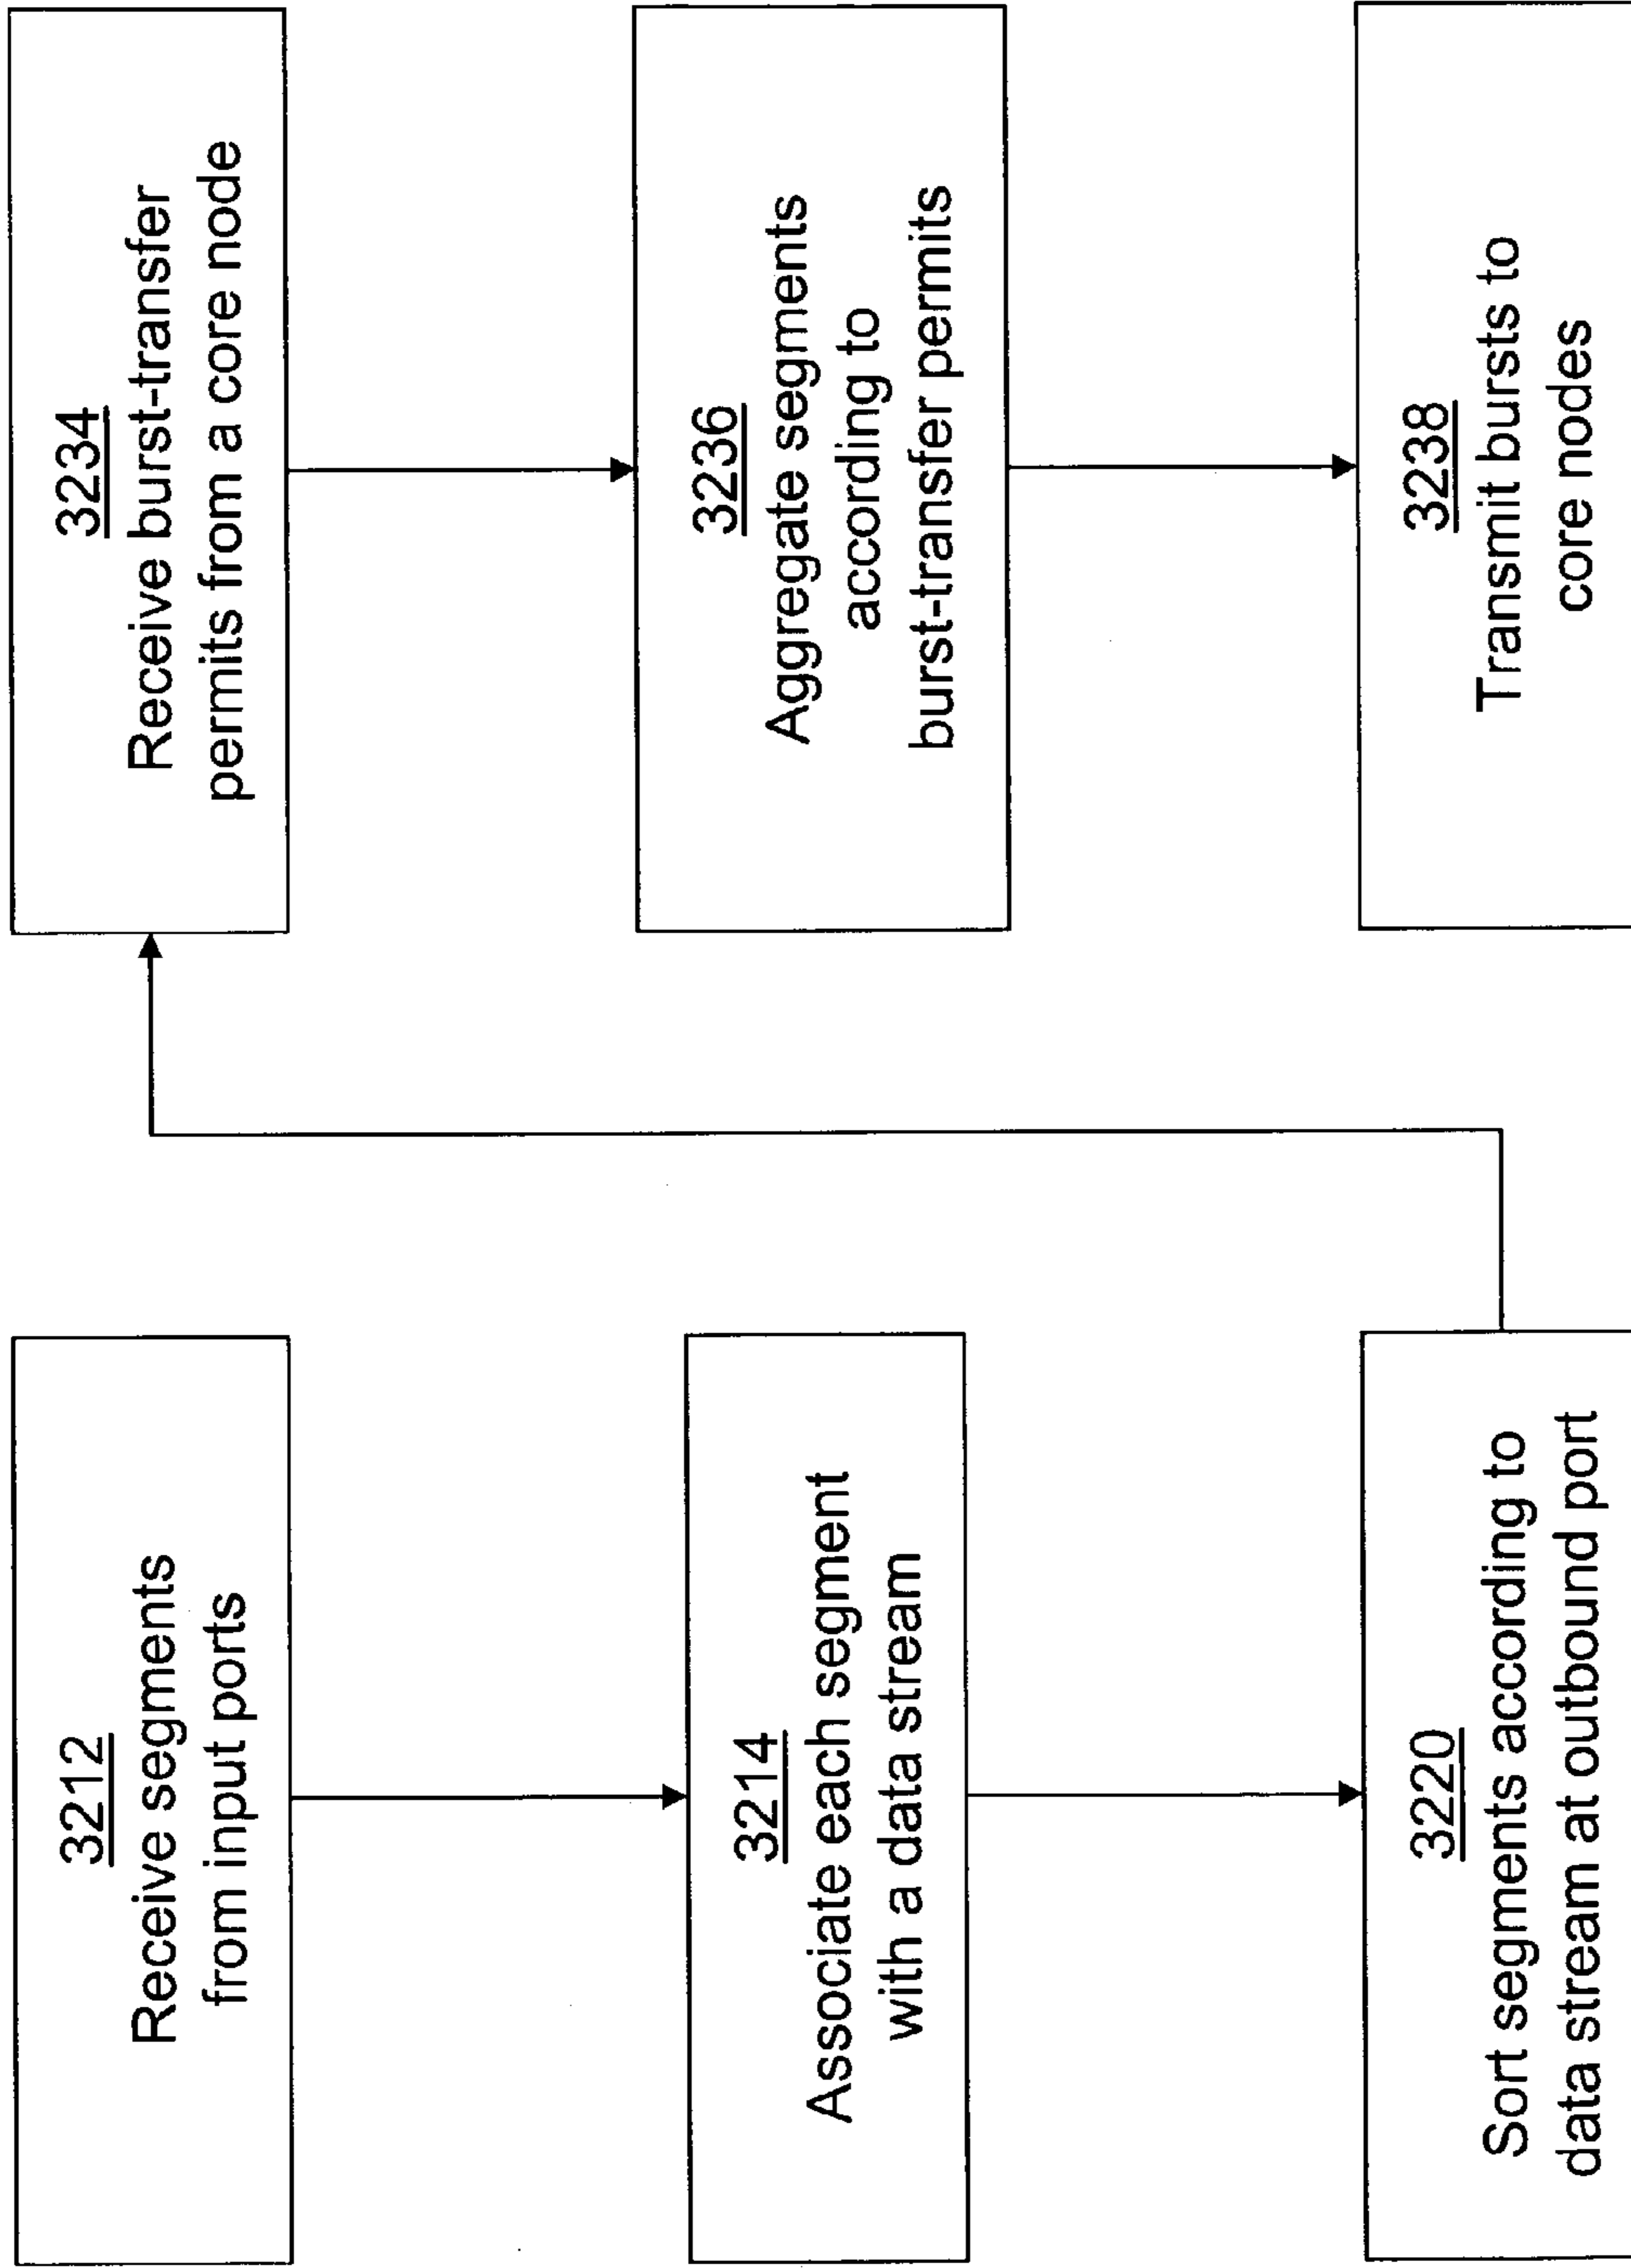 3212
Receive segments
from input ports
3214
Associate each segment
with a data stream
3220
Sort segments according to
data stream at outbound port
3234
Receive burst-transfer
permits from a core node
3236
Aggregate segments
according to
burst-transfer permits
3238
Transmit bursts to
core nodes